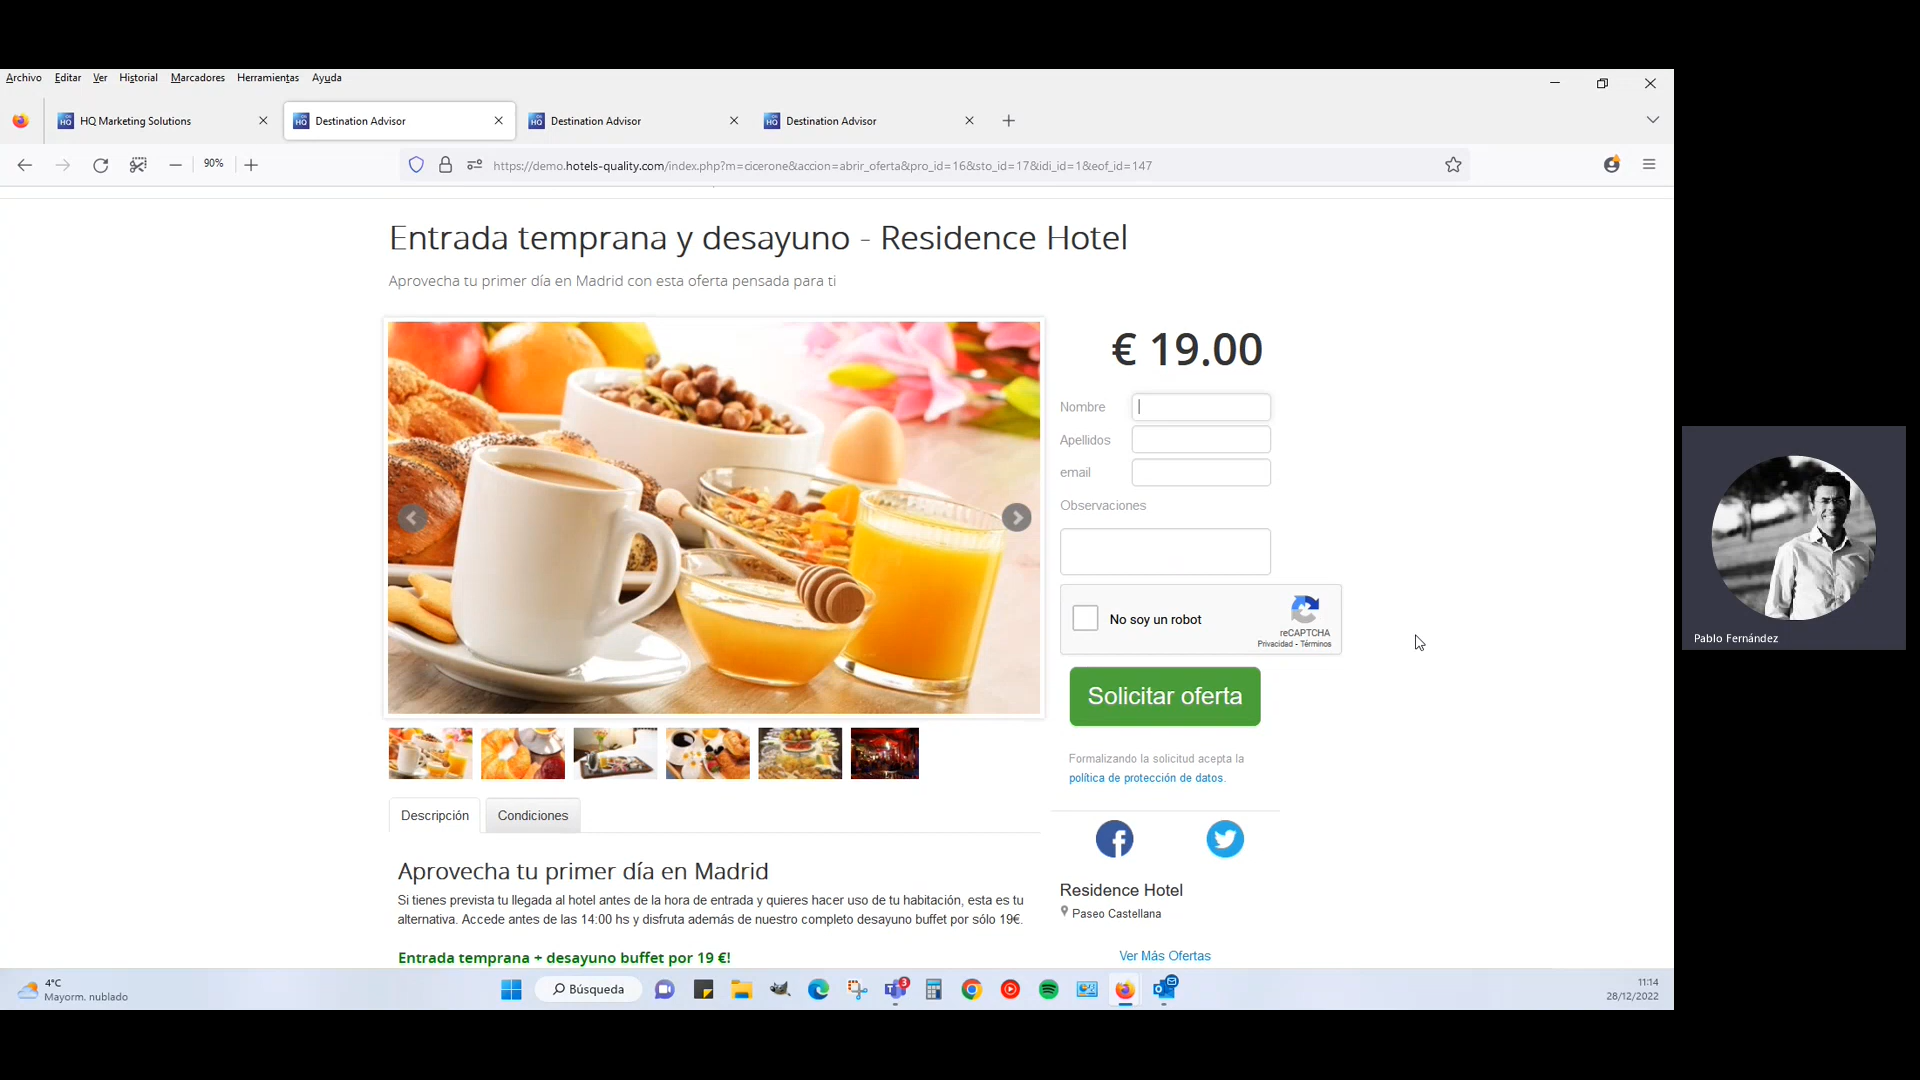 Archivo Editar Ver Historial Marcadores Herramientas Ayuda
HQ Marketing Solutions
Destination Advisor
Destination Advisor
Destination Advisor
90%
https://demo.hotels-quality.com/index.php?m=cicerone&accion=abrir_oferta&pro_id=16&sto_id=17&idi_id=1&eof_id=147
Entrada temprana y desayuno - Residence Hotel
Aprovecha tu primer día en Madrid con esta oferta pensada para ti
€ 19.00
Nombre
Apellidos
email
Observaciones
No soy un robot
reCAPTCHA
Privacidad - Términos
Solicitar oferta
Formalizando la solicitud acepta la
política de protección de datos.
Pablo Fernández
Descripción
Condiciones
Aprovecha tu primer día en Madrid
Si tienes prevista tu llegada al hotel antes de la hora de entrada y quieres hacer uso de tu habitación, esta es tu
alternativa. Accede antes de las 14:00 hs y disfruta además de nuestro completo desayuno buffet por sólo 19€.
Entrada temprana + desayuno buffet por 19 €!
Residence Hotel
Paseo Castellana
Ver Más Ofertas
4°C
Mayorm. nublado
Búsqueda
3
11:14
28/12/2022